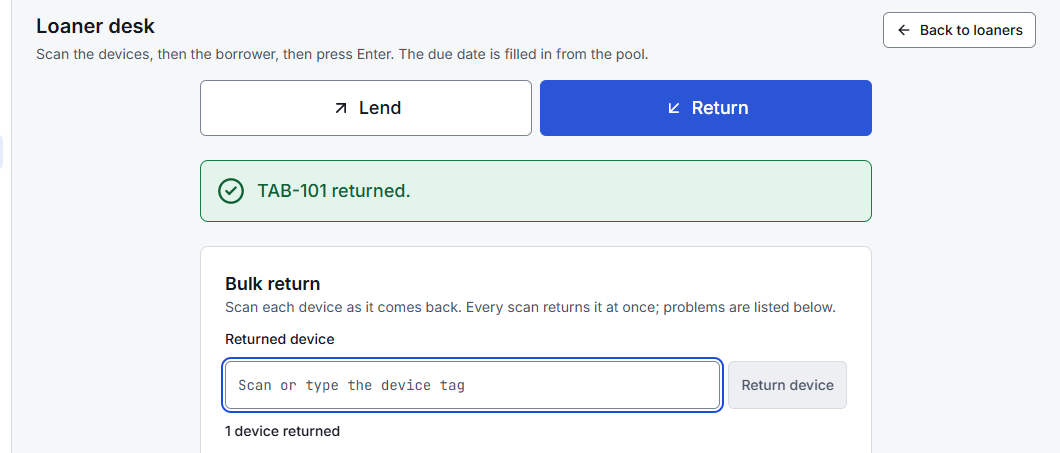 Loaner desk
Back to loaners
Scan the devices, then the borrower, then press Enter. The due date is filled in from the pool.
Lend
Return
TAB-101 returned.
Bulk return
Scan each device as it comes back. Every scan returns it at once; problems are listed below.
Returned device
Scan or type the device tag
Return device
1 device returned